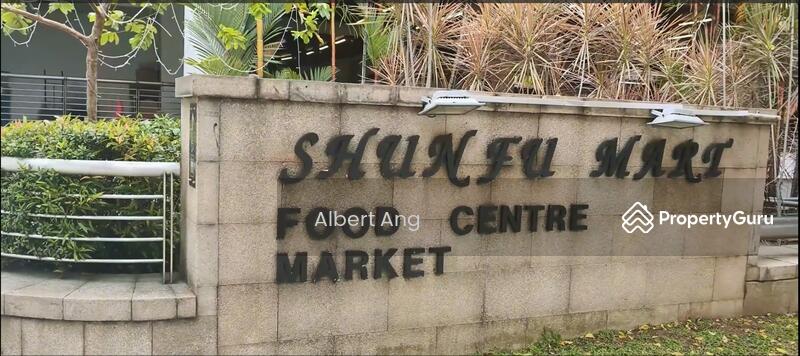 SHUNFU MART
FOOD CENTRE
MARKET
Albert Ang
PropertyGuru